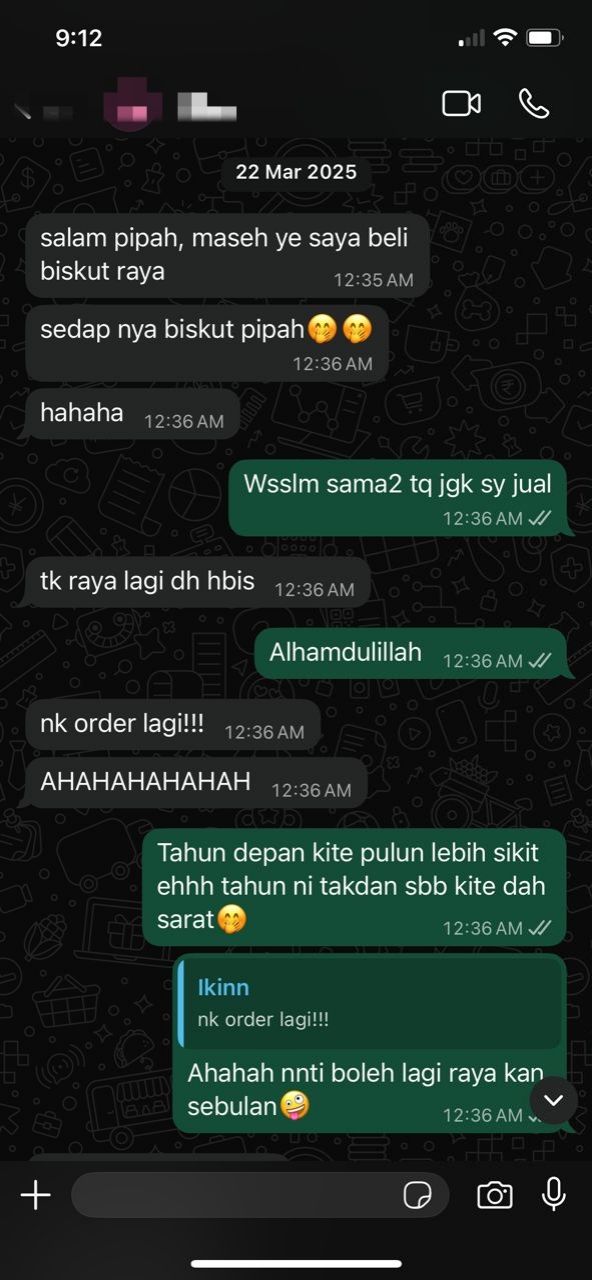 9:12
22 Mar 2025
salam pipah, maseh ye saya beli
biskut raya
12:35 AM
sedap nya biskut pipah🤭🤭
12:36 AM
hahaha 12:36 AM
Wsslm sama2 tq jgk sy jual
12:36 AM
tk raya lagi dh hbis 12:36 AM
Alhamdulillah 12:36 AM
nk order lagi!!! 12:36 AM
AHAHAHAHAHAH 12:36 AM
Tahun depan kite pulun lebih sikit
ehhh tahun ni takdan sbb kite dah
sarat🤭 12:36 AM
Ikinn
nk order lagi!!!
Ahahah nnti boleh lagi raya kan
sebulan🤪 12:36 AM